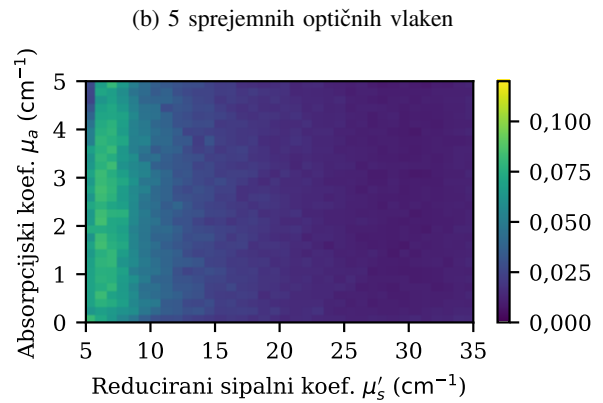 (b) 5 sprejemnih optičnih vlaken
Absorpcijski koef. μₐ (cm⁻¹)
5
4
3
2
1
0
5 10 15 20 25 30 35
Reducirani sipalni koef. μ′ₛ (cm⁻¹)
0,100
0,075
0,050
0,025
0,000